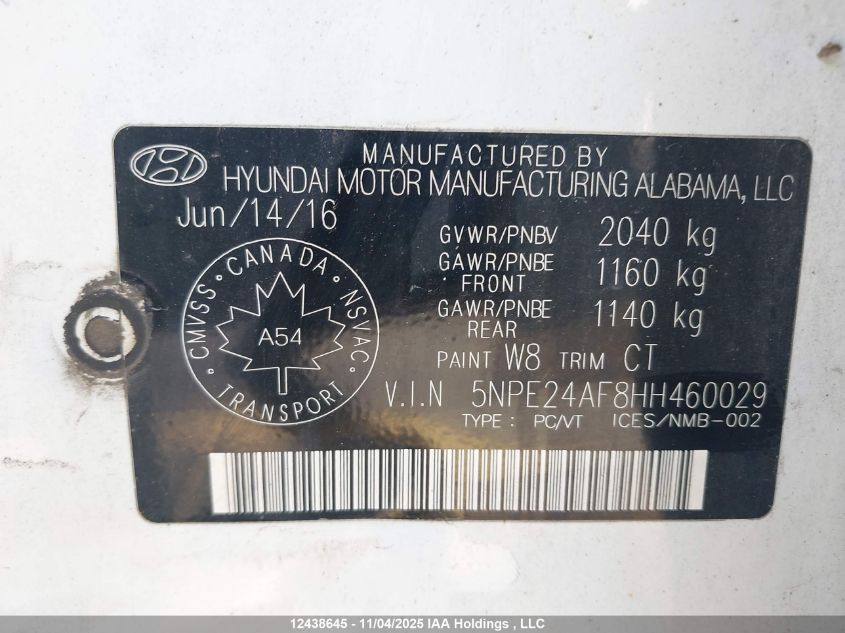 MANUFACTURED BY
HYUNDAI MOTOR MANUFACTURING ALABAMA, LLC
Jun/14/16
GVWR/PNBV 2040 kg
GAWR/PNBE FRONT 1160 kg
GAWR/PNBE REAR 1140 kg
PAINT W8 TRIM CT
V.I.N 5NPE24AF8HH460029
TYPE : PC/VT ICES/NMB-002
CMVSS • CANADA • NSVAC • TRANSPORT •
A54
12438645 - 11/04/2025 IAA Holdings , LLC